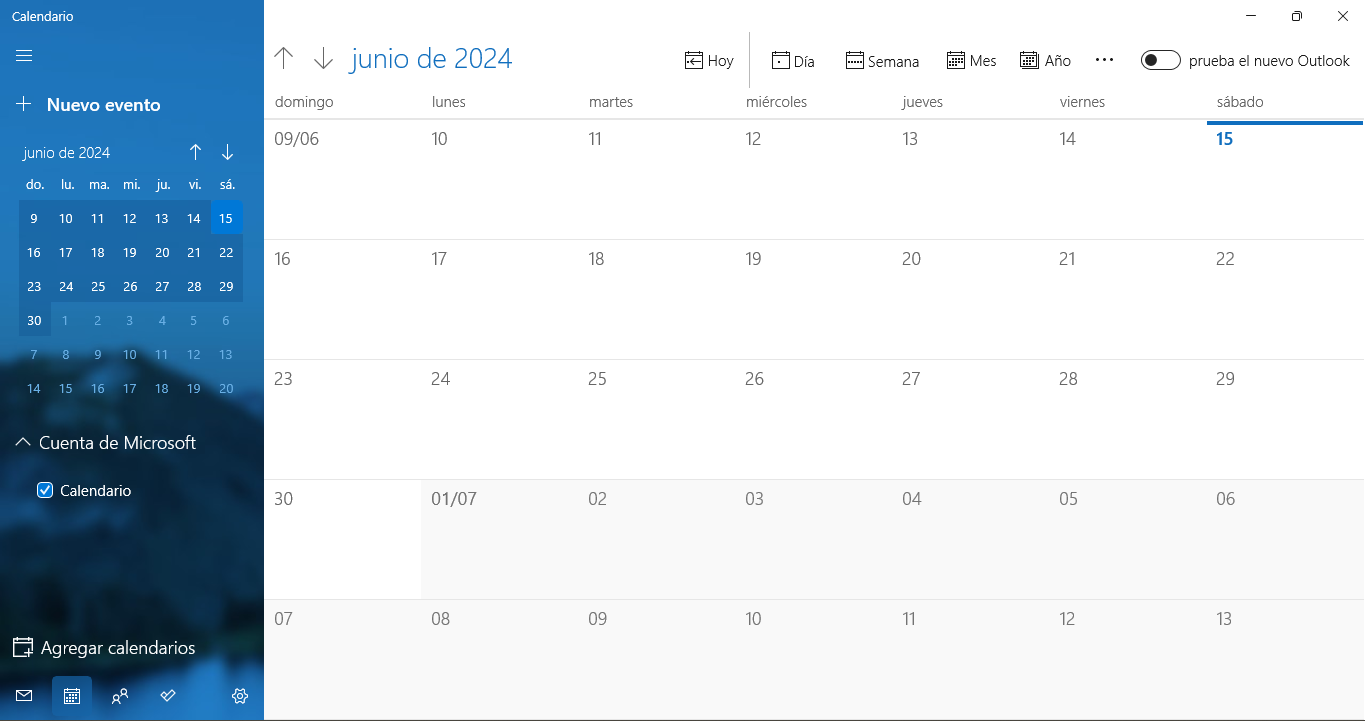 Calendario
Nuevo evento
junio de 2024
do. lu. ma. mi. ju. vi. sá.
9 10 11 12 13 14 15
16 17 18 19 20 21 22
23 24 25 26 27 28 29
30 1 2 3 4 5 6
7 8 9 10 11 12 13
14 15 16 17 18 19 20
Cuenta de Microsoft
Calendario
Agregar calendarios
junio de 2024 Hoy Día Semana Mes Año prueba el nuevo Outlook
domingo lunes martes miércoles jueves viernes sábado
09/06 10 11 12 13 14 15
16 17 18 19 20 21 22
23 24 25 26 27 28 29
30 01/07 02 03 04 05 06
07 08 09 10 11 12 13